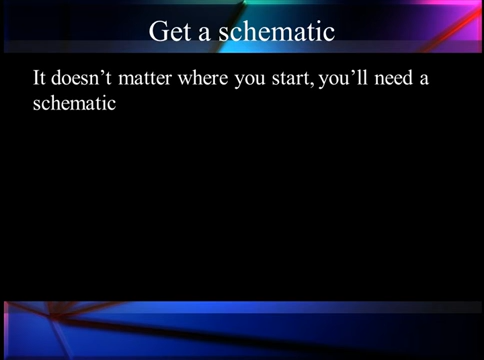 Get a schematic
It doesn’t matter where you start, you’ll need a
schematic